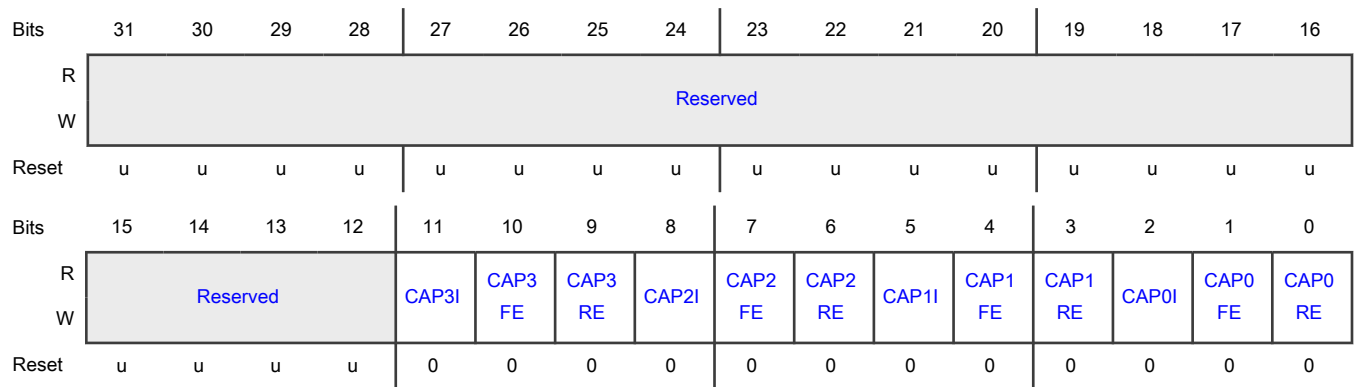 Bits 31 30 29 28 27 26 25 24 23 22 21 20 19 18 17 16
R
Reserved
W
Reset u u u u u u u u u u u u u u u u
Bits 15 14 13 12 11 10 9 8 7 6 5 4 3 2 1 0
R
Reserved CAP3I CAP3 FE CAP3 RE CAP2I CAP2 FE CAP2 RE CAP1I CAP1 FE CAP1 RE CAP0I CAP0 FE CAP0 RE
W
Reset u u u u 0 0 0 0 0 0 0 0 0 0 0 0